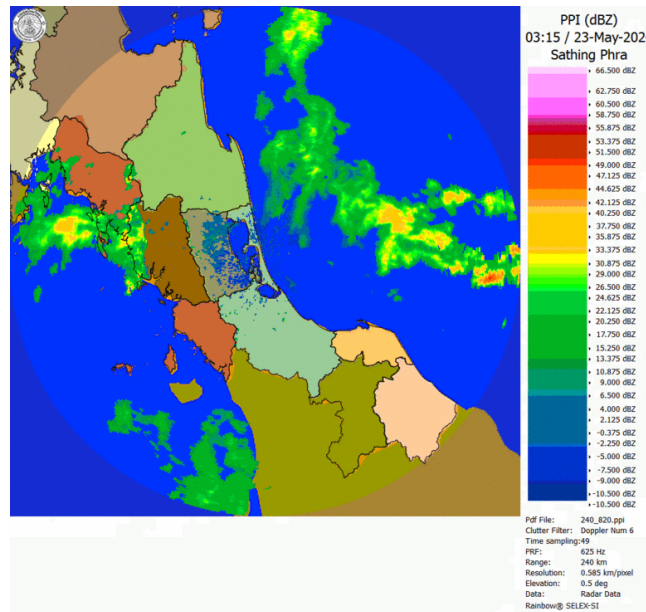 PPI (dBZ)
03:15 / 23-May-202
Sathing Phra
66.500 dBZ
62.750 dBZ
60.500 dBZ
58.750 dBZ
55.875 dBZ
53.375 dBZ
51.500 dBZ
49.000 dBZ
47.125 dBZ
44.625 dBZ
42.125 dBZ
40.250 dBZ
37.750 dBZ
35.875 dBZ
33.375 dBZ
30.875 dBZ
29.000 dBZ
26.500 dBZ
24.625 dBZ
22.125 dBZ
20.250 dBZ
17.750 dBZ
15.250 dBZ
13.375 dBZ
10.875 dBZ
9.000 dBZ
6.500 dBZ
4.000 dBZ
2.125 dBZ
-0.375 dBZ
-2.250 dBZ
-5.000 dBZ
-7.500 dBZ
-9.000 dBZ
-10.500 dBZ
-10.500 dBZ
Pdf File: 240_820.ppi
Clutter Filter: Doppler Num 6
Time sampling:49
PRF: 625 Hz
Range: 240 km
Resolution: 0.585 km/pixel
Elevation: 0.5 deg
Data: Radar Data
Rainbow® SELEX-SI